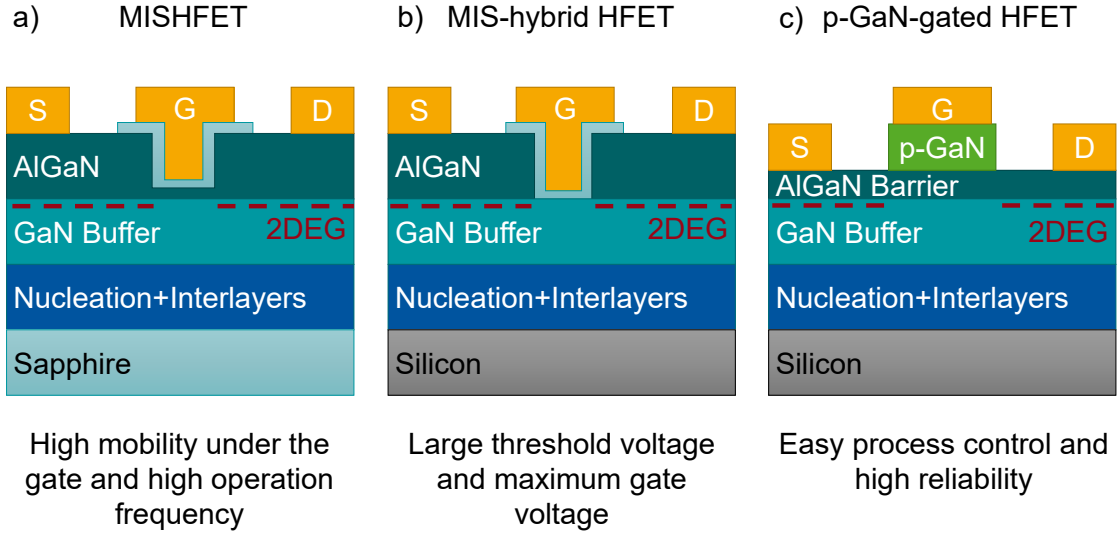 a) MISHFET
S
G
D
AlGaN
GaN Buffer
2DEG
Nucleation+Interlayers
Sapphire
High mobility under the
gate and high operation
frequency
b) MIS-hybrid HFET
S
G
D
AlGaN
GaN Buffer
2DEG
Nucleation+Interlayers
Silicon
Large threshold voltage
and maximum gate
voltage
c) p-GaN-gated HFET
G
S
p-GaN
D
AlGaN Barrier
GaN Buffer
2DEG
Nucleation+Interlayers
Silicon
Easy process control and
high reliability